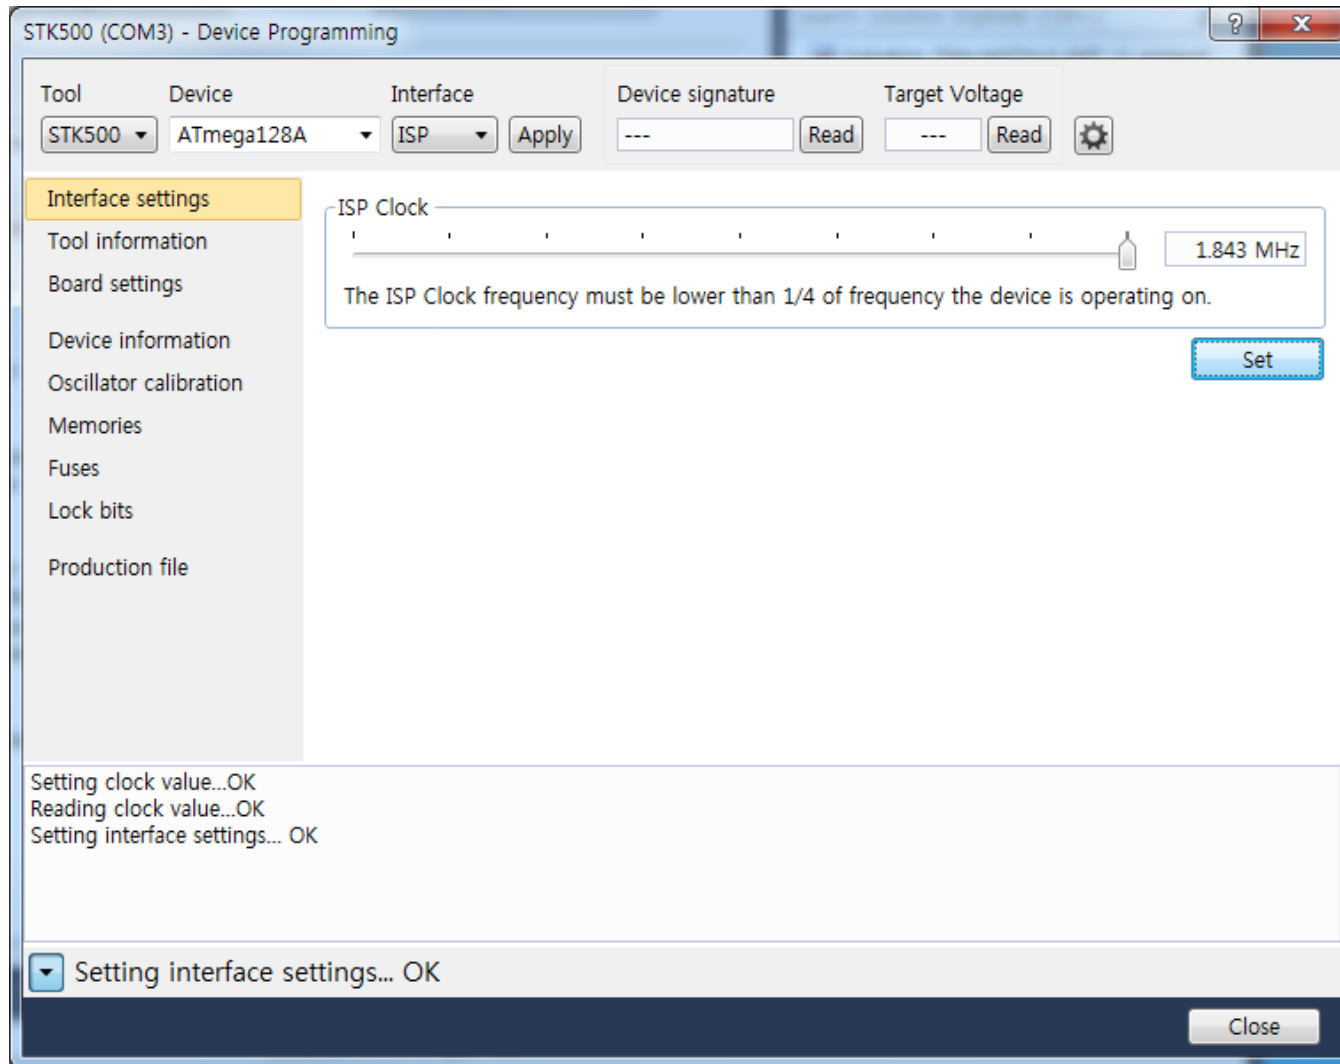 STK500 (COM3) - Device Programming
Tool Device Interface Device signature Target Voltage
STK500 ATmega128A ISP Apply --- Read --- Read
Interface settings
Tool information
Board settings
Device information
Oscillator calibration
Memories
Fuses
Lock bits
Production file
ISP Clock
1.843 MHz
The ISP Clock frequency must be lower than 1/4 of frequency the device is operating on.
Set
Setting clock value...OK
Reading clock value...OK
Setting interface settings... OK
Setting interface settings... OK
Close